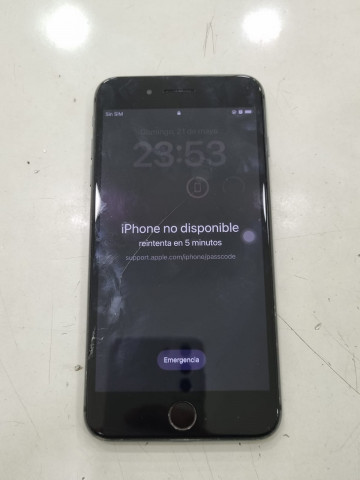 Sin SIM
23:53
iPhone no disponible
reintenta en 5 minutos
support.apple.com/iphone/passcode
Emergencia